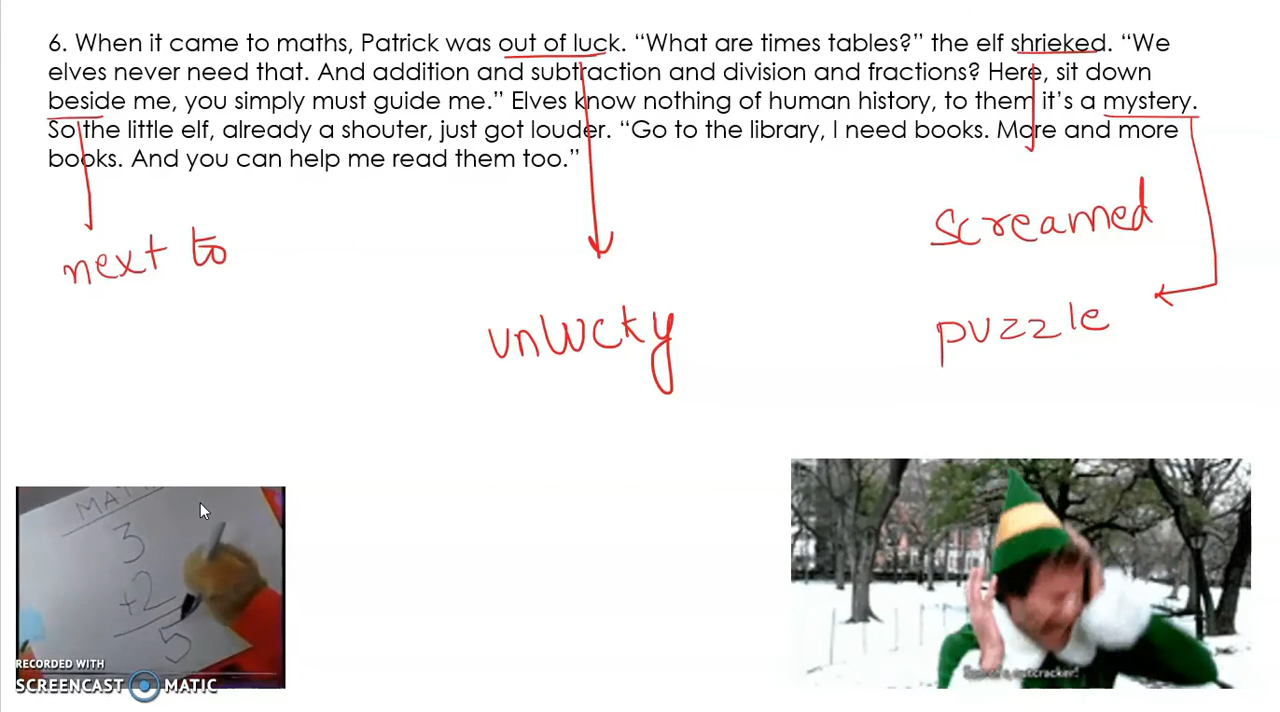 6. When it came to maths, Patrick was out of luck. “What are times tables?” the elf shrieked. “We
elves never need that. And addition and subtraction and division and fractions? Here, sit down
beside me, you simply must guide me.” Elves know nothing of human history, to them it’s a mystery.
So the little elf, already a shouter, just got louder. “Go to the library, I need books. More and more
books. And you can help me read them too.”
next to
screamed
unlucky
puzzle
3
+2
5
RECORDED WITH
SCREENCAST MATIC